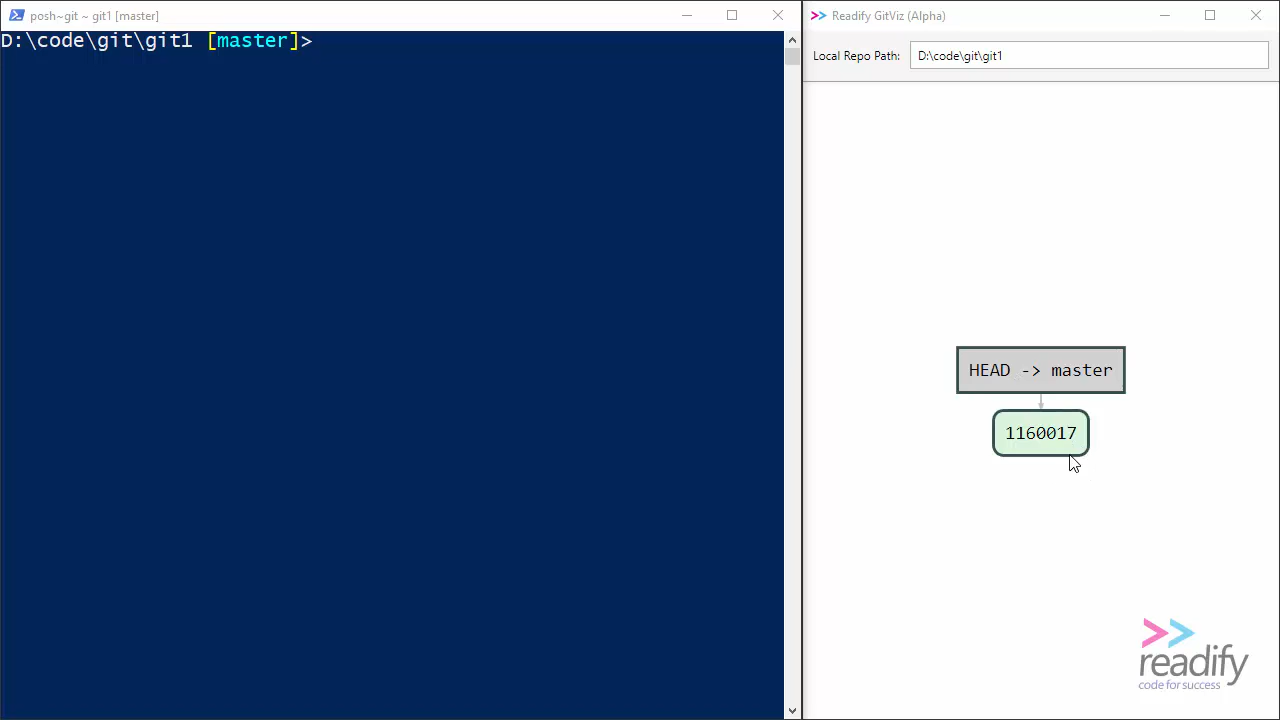 posh~git ~ git1 [master]
D:\code\git\git1 [master]>
Readify GitViz (Alpha)
Local Repo Path: D:\code\git\git1
HEAD -> master
1160017
readify
code for success